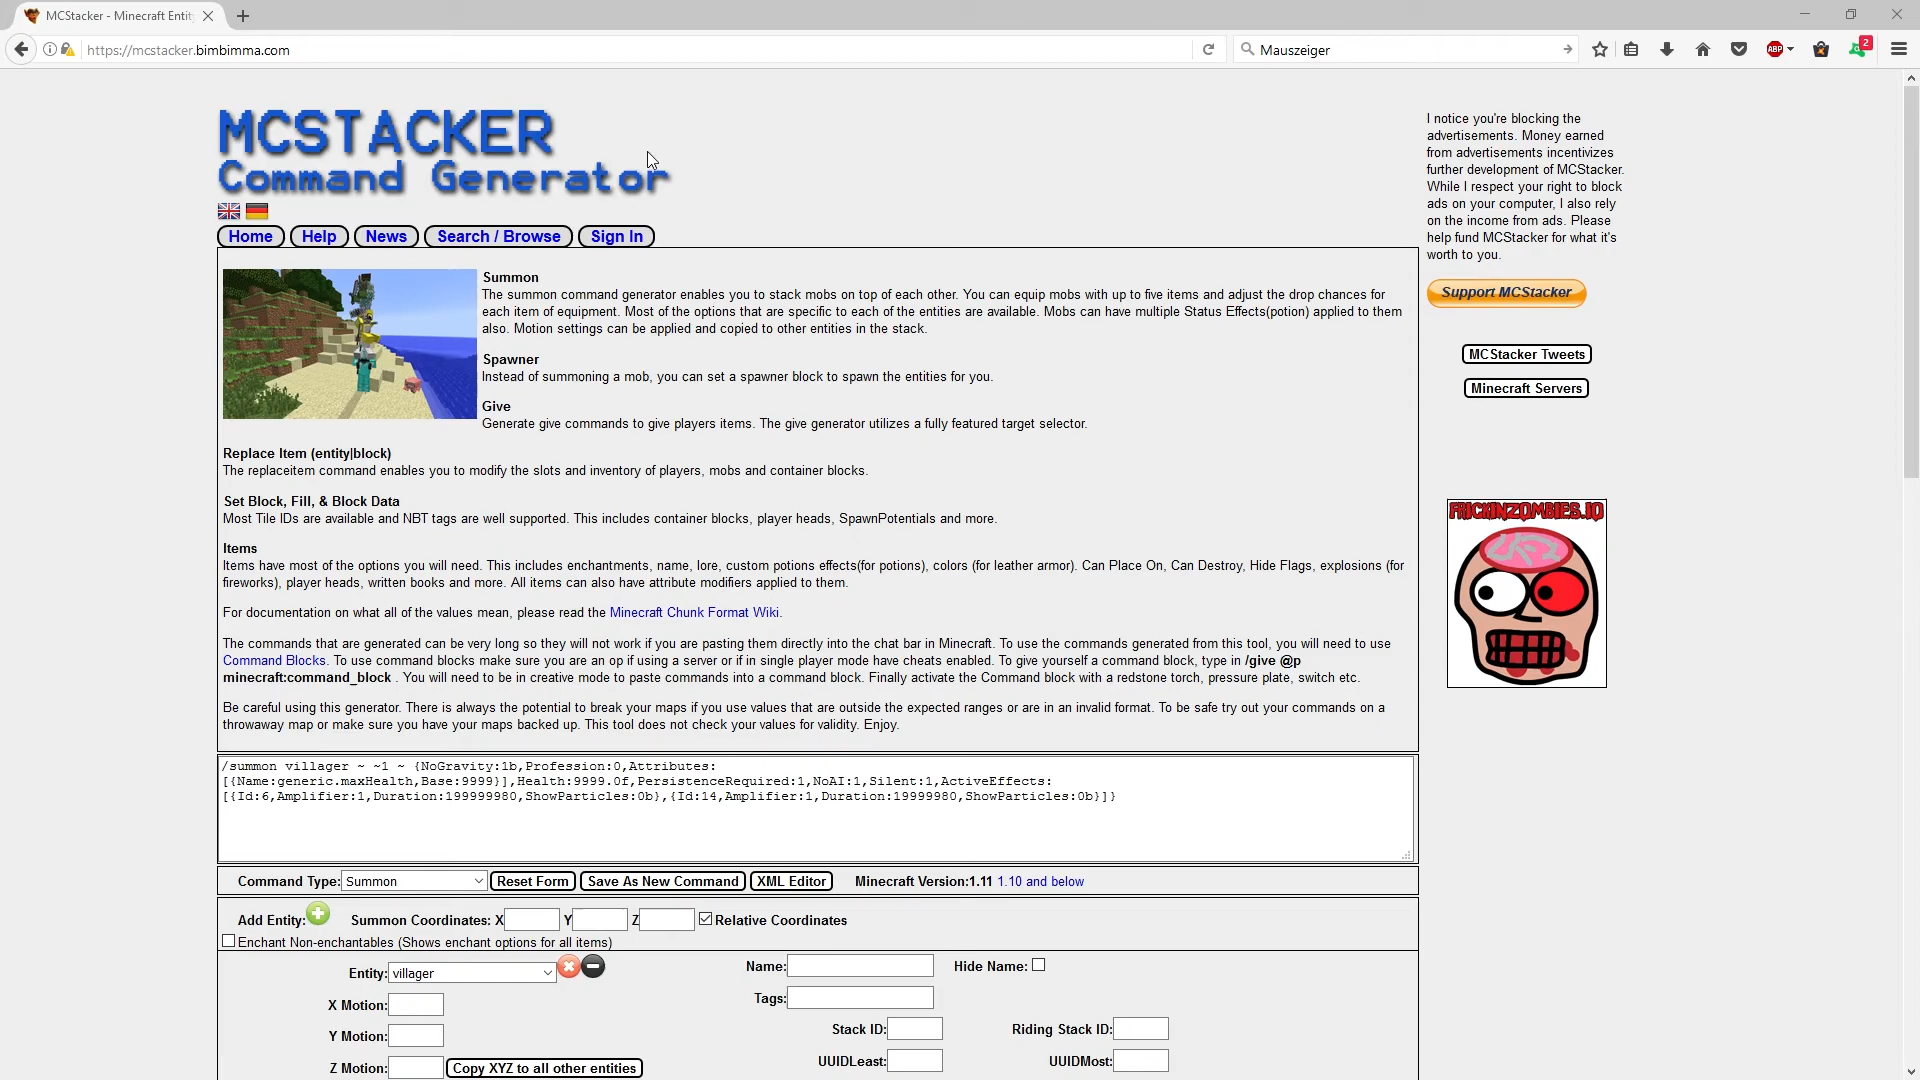 MCStacker - Minecraft Entit
https://mcstacker.bimbimma.com
Mauszeiger
ABP
2
MCSTACKER
Command Generator
Home
Help
News
Search / Browse
Sign In
Summon
The summon command generator enables you to stack mobs on top of each other. You can equip mobs with up to five items and adjust the drop chances for
each item of equipment. Most of the options that are specific to each of the entities are available. Mobs can have multiple Status Effects(potion) applied to them
also. Motion settings can be applied and copied to other entities in the stack.
Spawner
Instead of summoning a mob, you can set a spawner block to spawn the entities for you.
Give
Generate give commands to give players items. The give generator utilizes a fully featured target selector.
Replace Item (entity|block)
The replaceitem command enables you to modify the slots and inventory of players, mobs and container blocks.
Set Block, Fill, & Block Data
Most Tile IDs are available and NBT tags are well supported. This includes container blocks, player heads, SpawnPotentials and more.
Items
Items have most of the options you will need. This includes enchantments, name, lore, custom potions effects(for potions), colors (for leather armor). Can Place On, Can Destroy, Hide Flags, explosions (for
fireworks), player heads, written books and more. All items can also have attribute modifiers applied to them.
For documentation on what all of the values mean, please read the Minecraft Chunk Format Wiki.
The commands that are generated can be very long so they will not work if you are pasting them directly into the chat bar in Minecraft. To use the commands generated from this tool, you will need to use
Command Blocks. To use command blocks make sure you are an op if using a server or if in single player mode have cheats enabled. To give yourself a command block, type in /give @p
minecraft:command_block . You will need to be in creative mode to paste commands into a command block. Finally activate the Command block with a redstone torch, pressure plate, switch etc.
Be careful using this generator. There is always the potential to break your maps if you use values that are outside the expected ranges or are in an invalid format. To be safe try out your commands on a
throwaway map or make sure you have your maps backed up. This tool does not check your values for validity. Enjoy.
/summon villager ~ ~1 ~ {NoGravity:1b,Profession:0,Attributes:
[{Name:generic.maxHealth,Base:9999}],Health:9999.0f,PersistenceRequired:1,NoAI:1,Silent:1,ActiveEffects:
[{Id:6,Amplifier:1,Duration:199999980,ShowParticles:0b},{Id:14,Amplifier:1,Duration:19999980,ShowParticles:0b}]}
Command Type: Summon Reset Form Save As New Command XML Editor Minecraft Version:1.11 1.10 and below
Add Entity: Summon Coordinates: X Y Z Relative Coordinates
Enchant Non-enchantables (Shows enchant options for all items)
Entity: villager Name: Hide Name:
X Motion: Tags:
Y Motion: Stack ID: Riding Stack ID:
Z Motion: Copy XYZ to all other entities UUIDLeast: UUIDMost:
I notice you're blocking the
advertisements. Money earned
from advertisements incentivizes
further development of MCStacker.
While I respect your right to block
ads on your computer, I also rely
on the income from ads. Please
help fund MCStacker for what it's
worth to you.
Support MCStacker
MCStacker Tweets
Minecraft Servers
FRICKINZOMBIES.IO